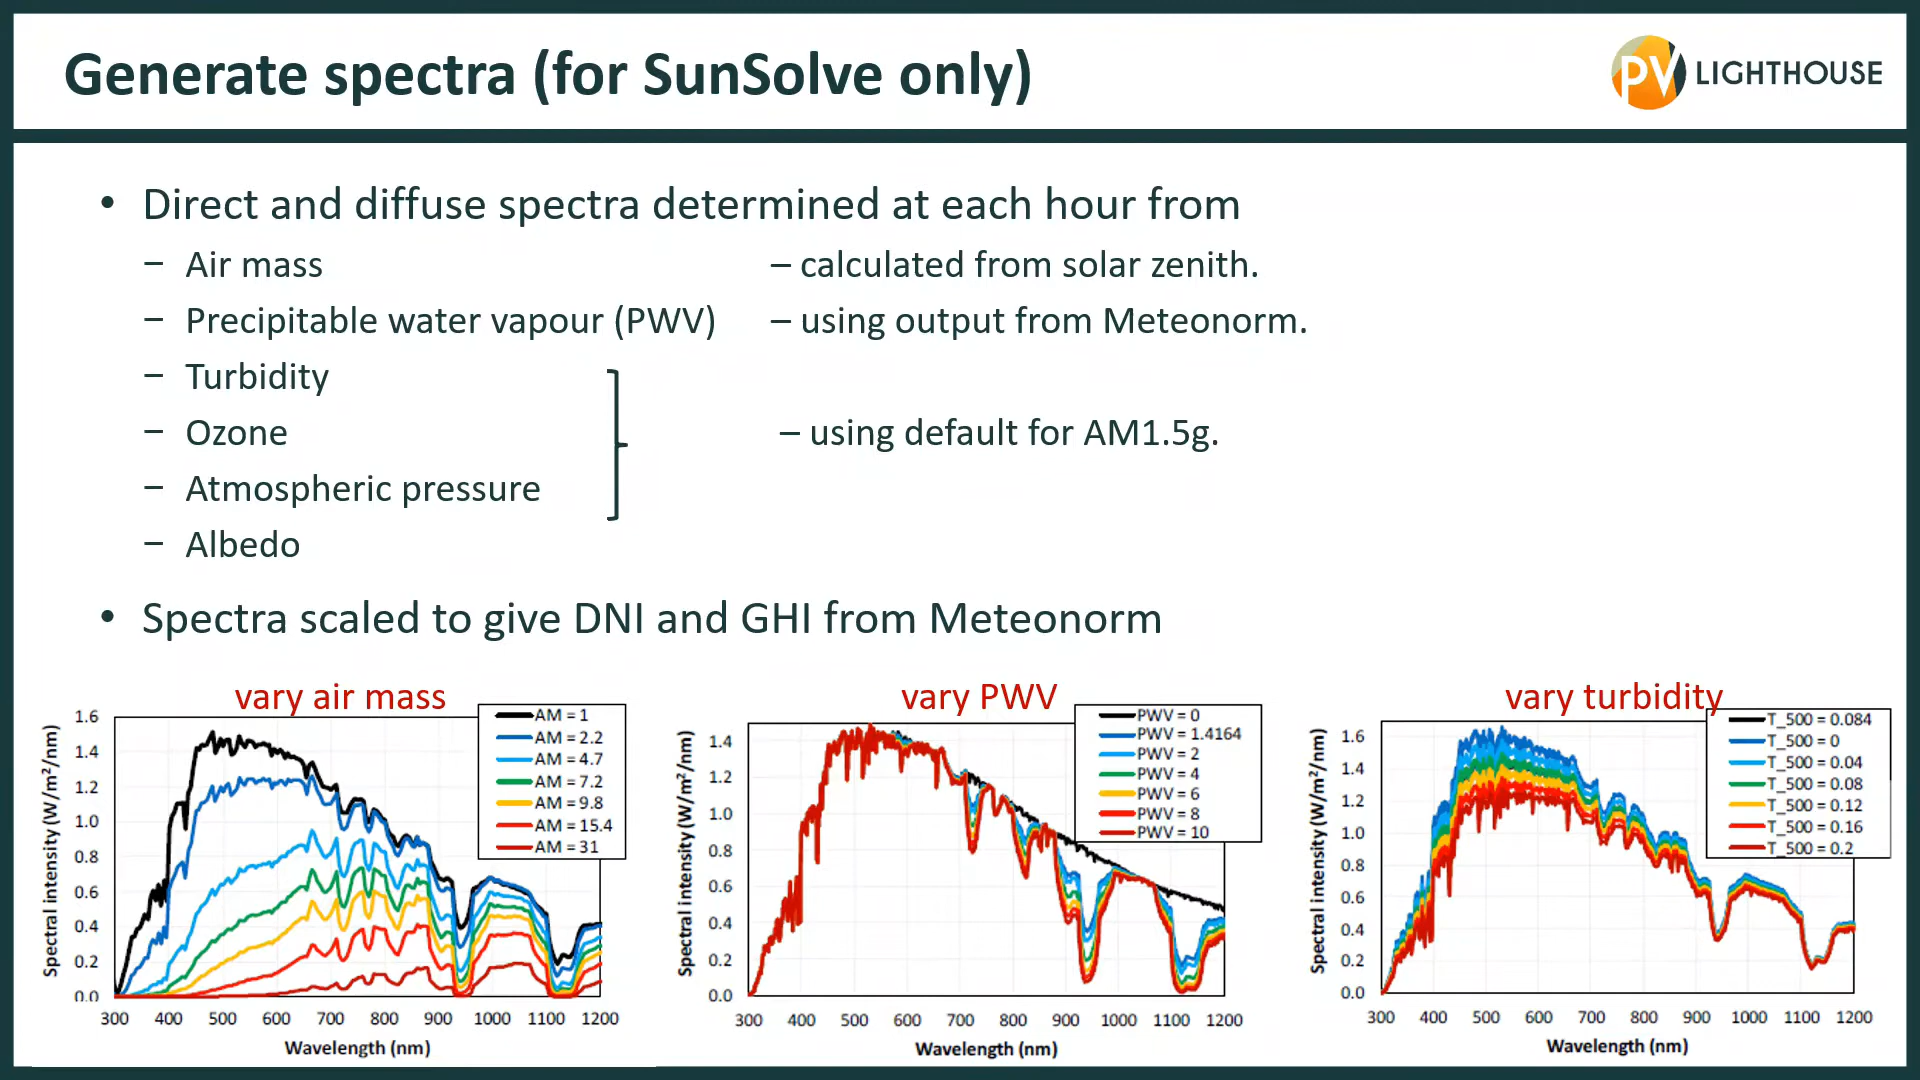 Generate spectra (for SunSolve only)
PV LIGHTHOUSE
• Direct and diffuse spectra determined at each hour from
– Air mass – calculated from solar zenith.
– Precipitable water vapour (PWV) – using output from Meteonorm.
– Turbidity
– Ozone – using default for AM1.5g.
– Atmospheric pressure
– Albedo
• Spectra scaled to give DNI and GHI from Meteonorm
vary air mass
Spectral intensity (W/m²/nm)
1.6
1.4
1.2
1.0
0.8
0.6
0.4
0.2
0.0
300 400 500 600 700 800 900 1000 1100 1200
Wavelength (nm)
AM = 1
AM = 2.2
AM = 4.7
AM = 7.2
AM = 9.8
AM = 15.4
AM = 31
vary PWV
Spectral intensity (W/m²/nm)
1.4
1.2
1.0
0.8
0.6
0.4
0.2
0.0
300 400 500 600 700 800 900 1000 1100 1200
Wavelength (nm)
PWV = 0
PWV = 1.4164
PWV = 2
PWV = 4
PWV = 6
PWV = 8
PWV = 10
vary turbidity
Spectral intensity (W/m²/nm)
1.6
1.4
1.2
1.0
0.8
0.6
0.4
0.2
0.0
300 400 500 600 700 800 900 1000 1100 1200
Wavelength (nm)
T_500 = 0.084
T_500 = 0
T_500 = 0.04
T_500 = 0.08
T_500 = 0.12
T_500 = 0.16
T_500 = 0.2